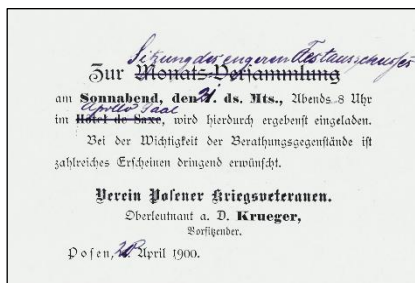 Sitzung des engeren Festausschusses
Zur Monats-Versammlung
am Sonnabend, den 21. ds. Mts., Abends 8 Uhr
Apollo Saal
im Hôtel de Saxe, wird hierdurch ergebenst eingeladen.
Bei der Wichtigkeit der Berathungsgegenstände ist
zahlreiches Erscheinen dringend erwünscht.
Verein Posener Kriegsveteranen.
Oberleutnant a. D. Krueger,
Vorsitzender.
Posen, April 1900.